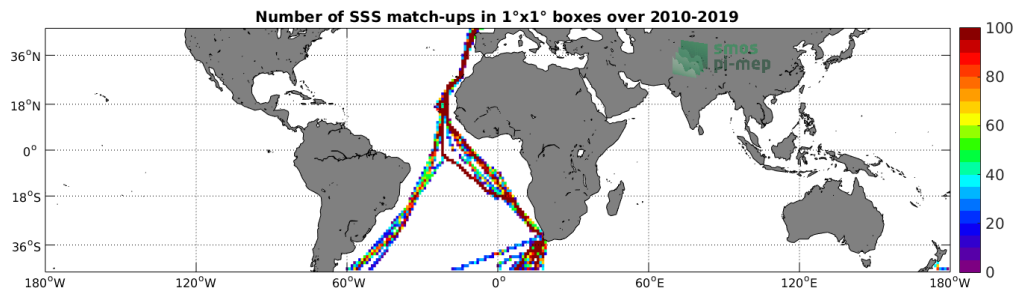 Number of SSS match-ups in 1°x1° boxes over 2010-2019
smos
pi-mep
36°N
18°N
0°
18°S
36°S
180°W 120°W 60°W 0° 60°E 120°E 180°W
100
80
60
40
20
0